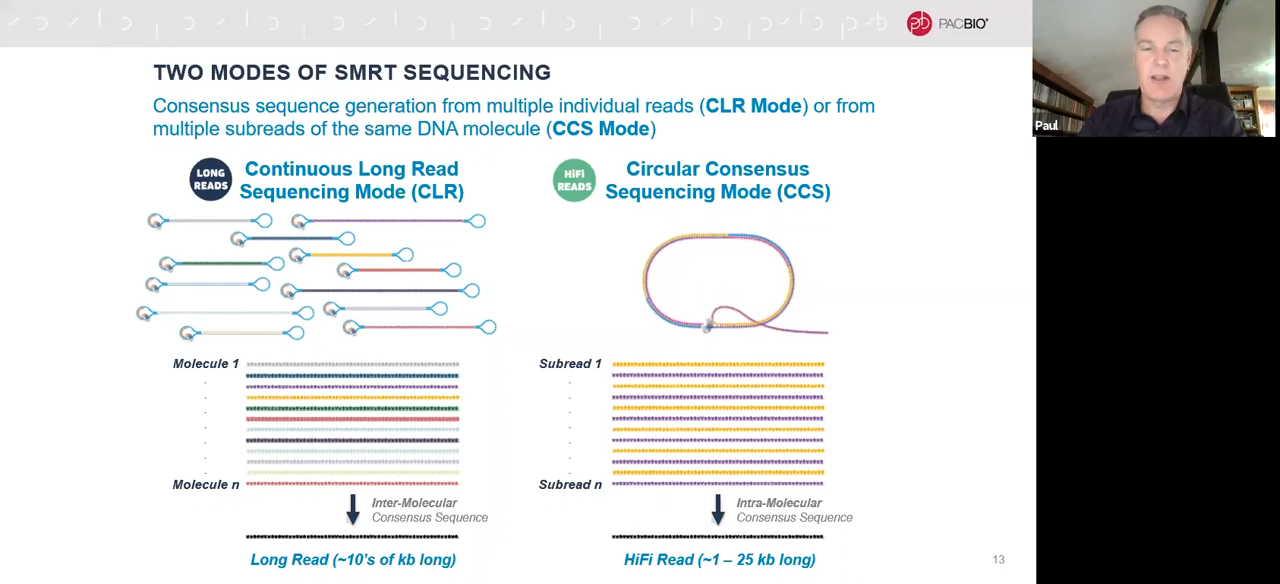 PACBIO®
Paul
TWO MODES OF SMRT SEQUENCING
Consensus sequence generation from multiple individual reads (CLR Mode) or from
multiple subreads of the same DNA molecule (CCS Mode)
LONG
READS
Continuous Long Read
Sequencing Mode (CLR)
HiFi
READS
Circular Consensus
Sequencing Mode (CCS)
Molecule 1
Molecule n
Inter-Molecular
Consensus Sequence
Long Read (~10's of kb long)
Subread 1
Subread n
Intra-Molecular
Consensus Sequence
HiFi Read (~1 – 25 kb long)
13